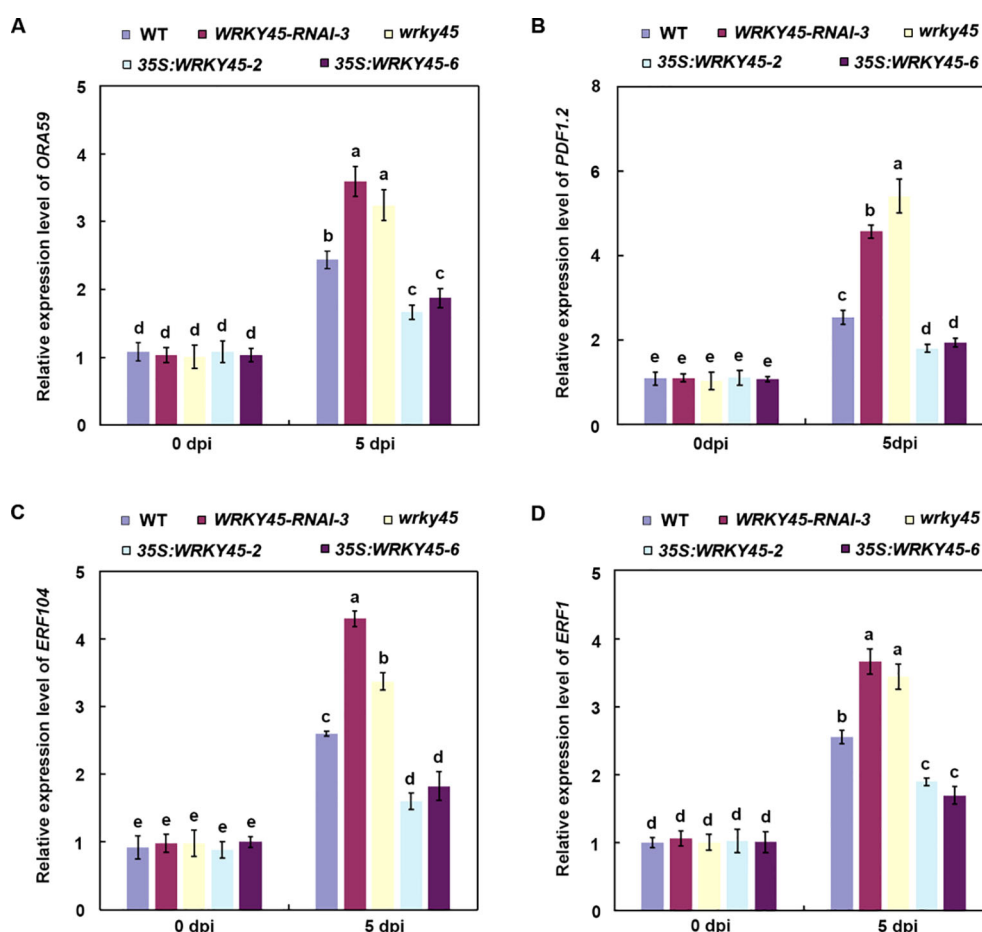 A
WT WRKY45-RNAI-3 wrky45
35S:WRKY45-2 35S:WRKY45-6
Relative expression level of ORA59
5
4
3
2
1
0
d d d d d
b a a c c
0 dpi 5 dpi
B
WT WRKY45-RNAI-3 wrky45
35S:WRKY45-2 35S:WRKY45-6
Relative expression level of PDF1.2
8
6
4
2
0
e e e e e
c b a d d
0dpi 5dpi
C
WT WRKY45-RNAI-3 wrky45
35S:WRKY45-2 35S:WRKY45-6
Relative expression level of ERF104
5
4
3
2
1
0
e e e e e
c a b d d
0 dpi 5 dpi
D
WT WRKY45-RNAI-3 wrky45
35S:WRKY45-2 35S:WRKY45-6
Relative expression level of ERF1
5
4
3
2
1
0
d d d d d
b a a c c
0 dpi 5 dpi